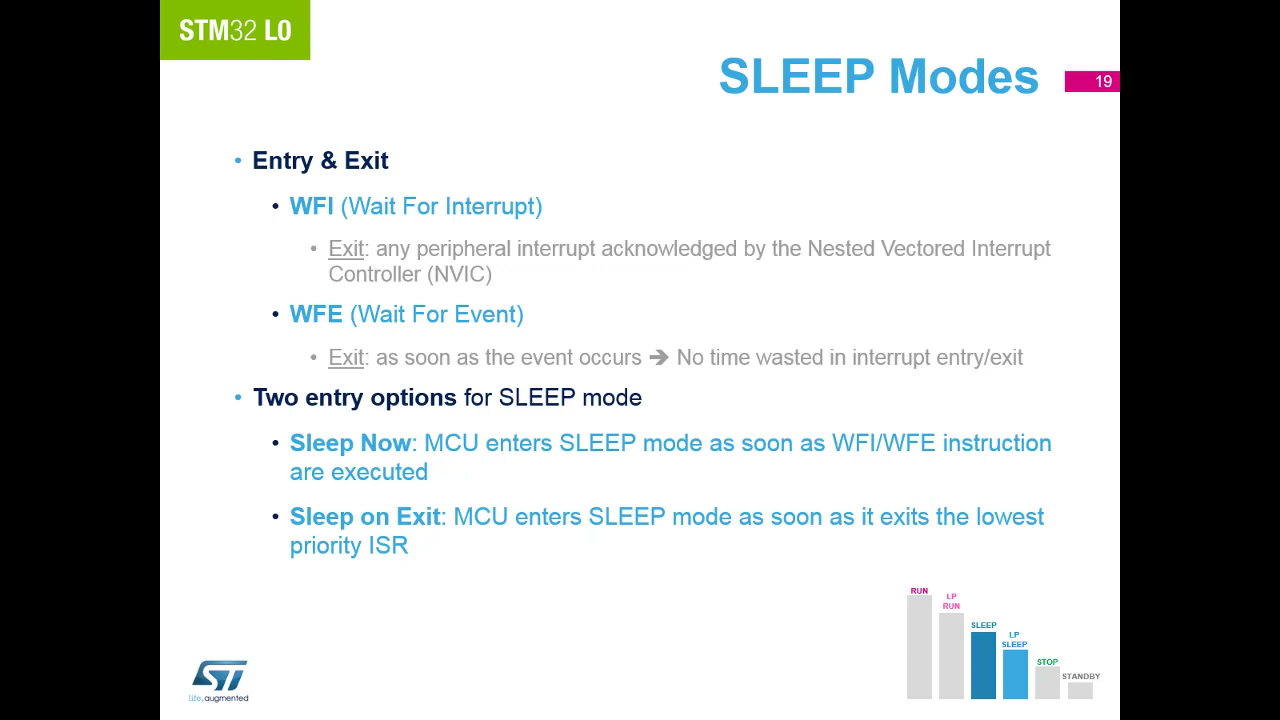 STM32 L0
SLEEP Modes
19
• Entry & Exit
• WFI (Wait For Interrupt)
• Exit: any peripheral interrupt acknowledged by the Nested Vectored Interrupt
Controller (NVIC)
• WFE (Wait For Event)
• Exit: as soon as the event occurs ➔ No time wasted in interrupt entry/exit
• Two entry options for SLEEP mode
• Sleep Now: MCU enters SLEEP mode as soon as WFI/WFE instruction
are executed
• Sleep on Exit: MCU enters SLEEP mode as soon as it exits the lowest
priority ISR
RUN
LP
RUN
SLEEP
LP
SLEEP
STOP
STANDBY
ST
life.augmented